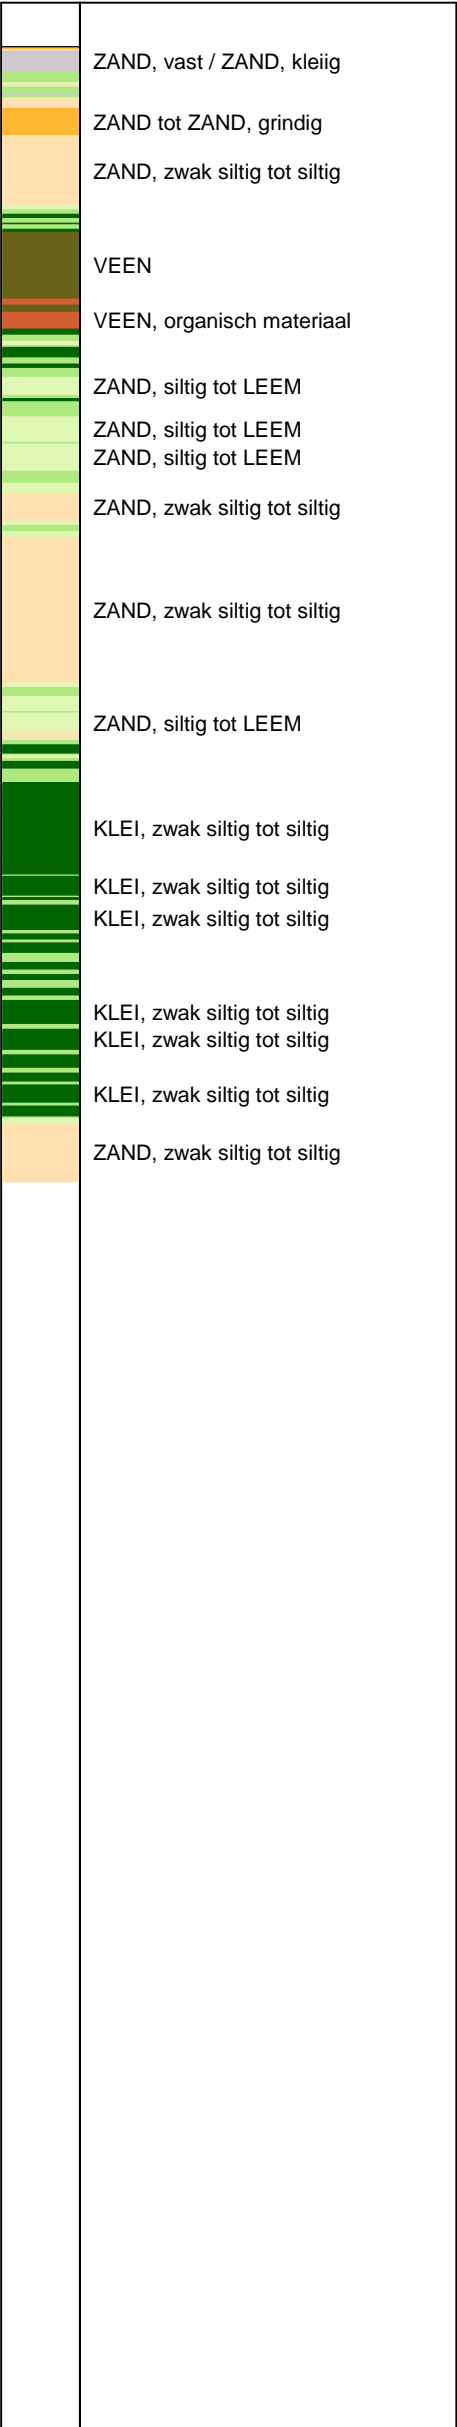 ZAND, vast / ZAND, kleiig
ZAND tot ZAND, grindig
ZAND, zwak siltig tot siltig
VEEN
VEEN, organisch materiaal
ZAND, siltig tot LEEM
ZAND, siltig tot LEEM
ZAND, siltig tot LEEM
ZAND, zwak siltig tot siltig
ZAND, zwak siltig tot siltig
ZAND, siltig tot LEEM
KLEI, zwak siltig tot siltig
KLEI, zwak siltig tot siltig
KLEI, zwak siltig tot siltig
KLEI, zwak siltig tot siltig
KLEI, zwak siltig tot siltig
KLEI, zwak siltig tot siltig
ZAND, zwak siltig tot siltig